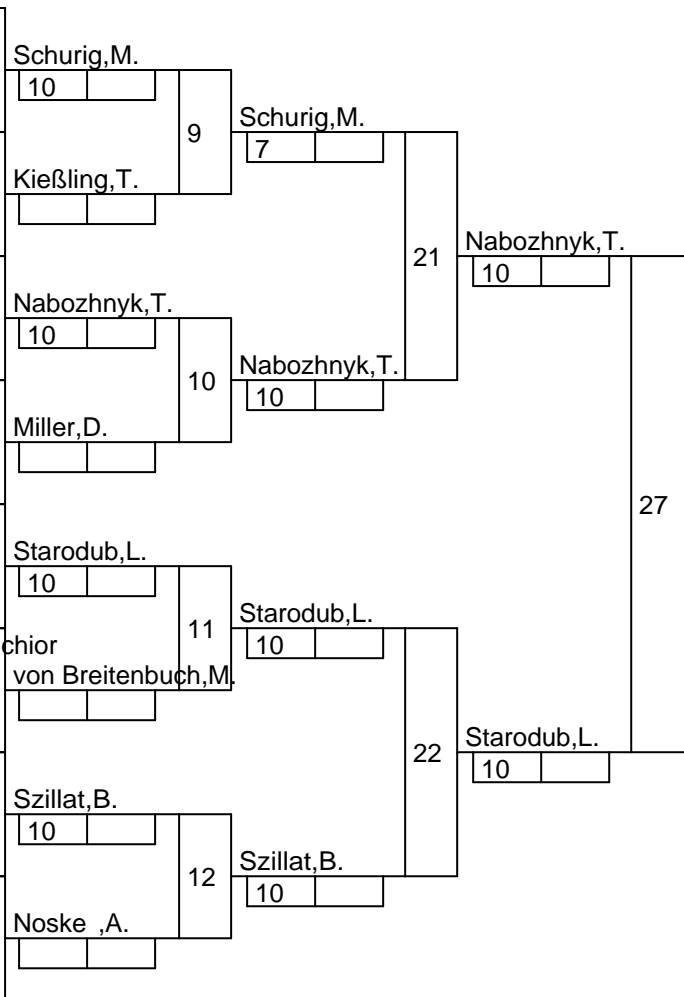 Schurig,M.
10
9
Schurig,M.
7
Kießling,T.
21
Nabozhnyk,T.
10
Nabozhnyk,T.
10
10
Nabozhnyk,T.
10
Miller,D.
27
Starodub,L.
10
11
Starodub,L.
10
chior
von Breitenbuch,M.
22
Starodub,L.
10
Szillat,B.
10
12
Szillat,B.
10
Noske ,A.